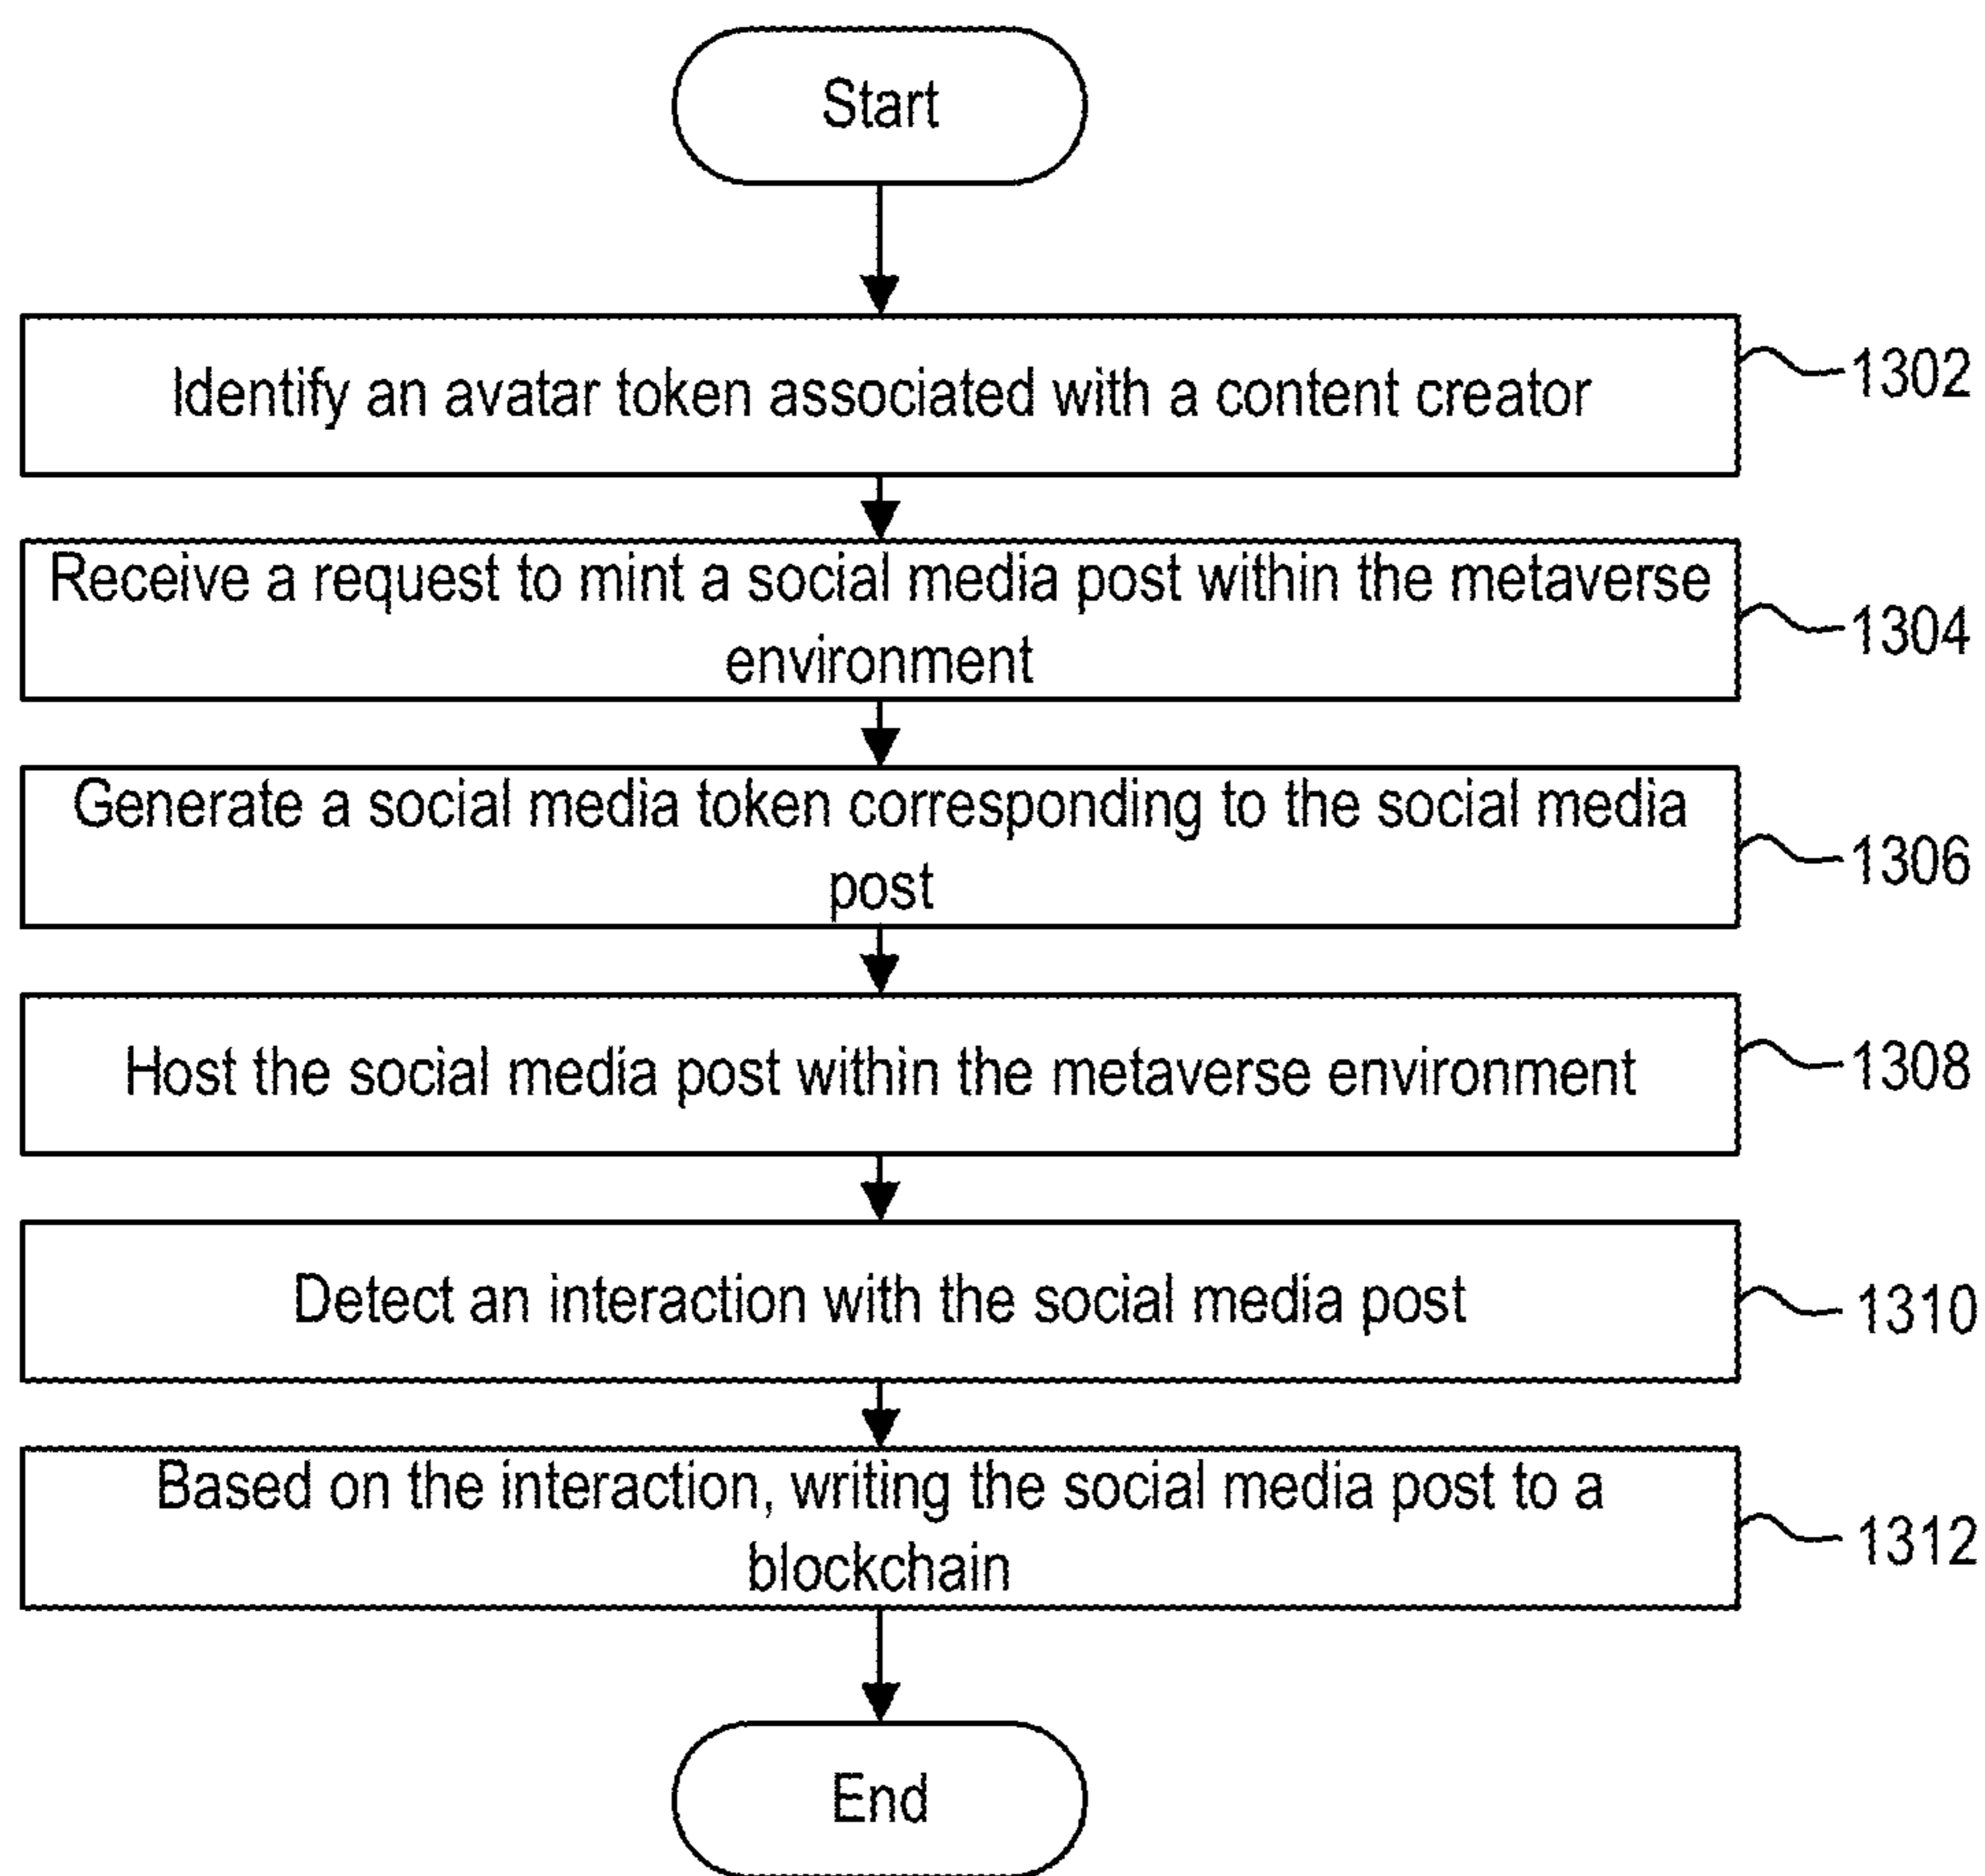 Start
Identify an avatar token associated with a content creator
1302
Receive a request to mint a social media post within the metaverse
environment
1304
Generate a social media token corresponding to the social media
post
1306
Host the social media post within the metaverse environment
1308
Detect an interaction with the social media post
1310
Based on the interaction, writing the social media post to a
blockchain
1312
End